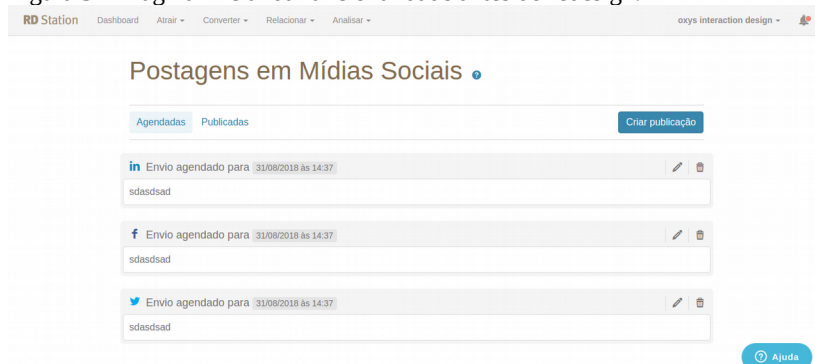 RD Station Dashboard Atrair Converter Relacionar Analisar oxys interaction design
Postagens em Mídias Sociais ?
Agendadas Publicadas Criar publicação
in Envio agendado para 31/08/2018 às 14:37
sdasdsad
f Envio agendado para 31/08/2018 às 14:37
sdasdsad
Envio agendado para 31/08/2018 às 14:37
sdasdsad
? Ajuda